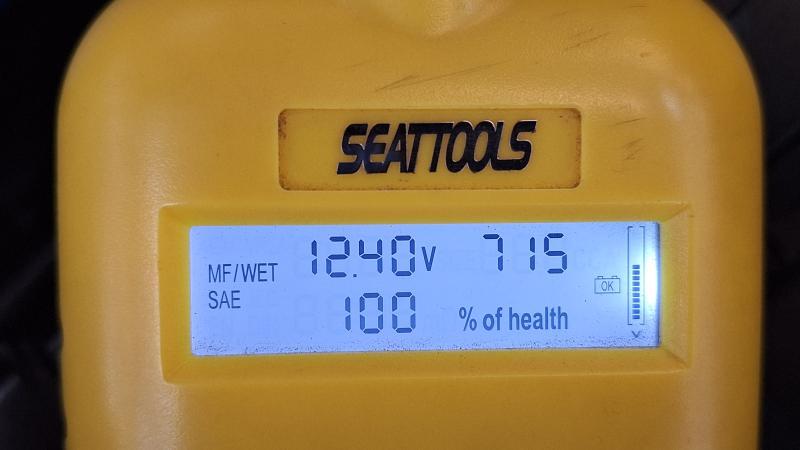 SEATTOOLS
MF/WET 12.40V 715
SAE 100 % of health
OK